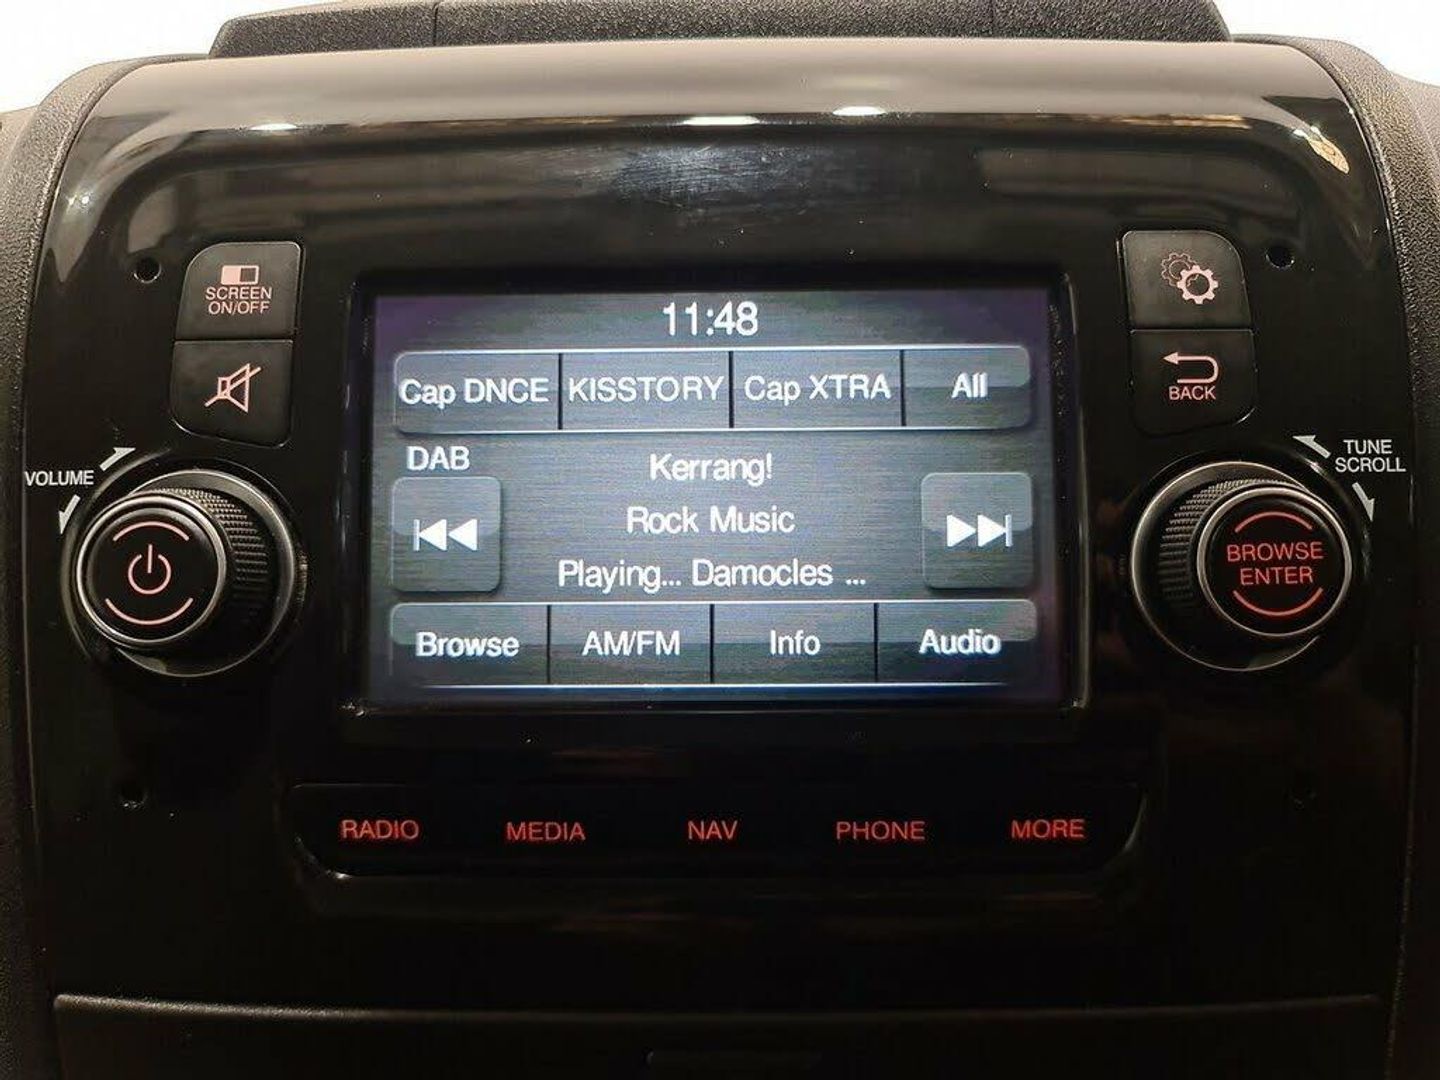 SCREEN
ON/OFF
VOLUME
11:48
Cap DNCE KISSTORY Cap XTRA All
DAB
Kerrang!
Rock Music
Playing... Damocles ...
Browse AM/FM Info Audio
BACK
TUNE
SCROLL
BROWSE
ENTER
RADIO MEDIA NAV PHONE MORE